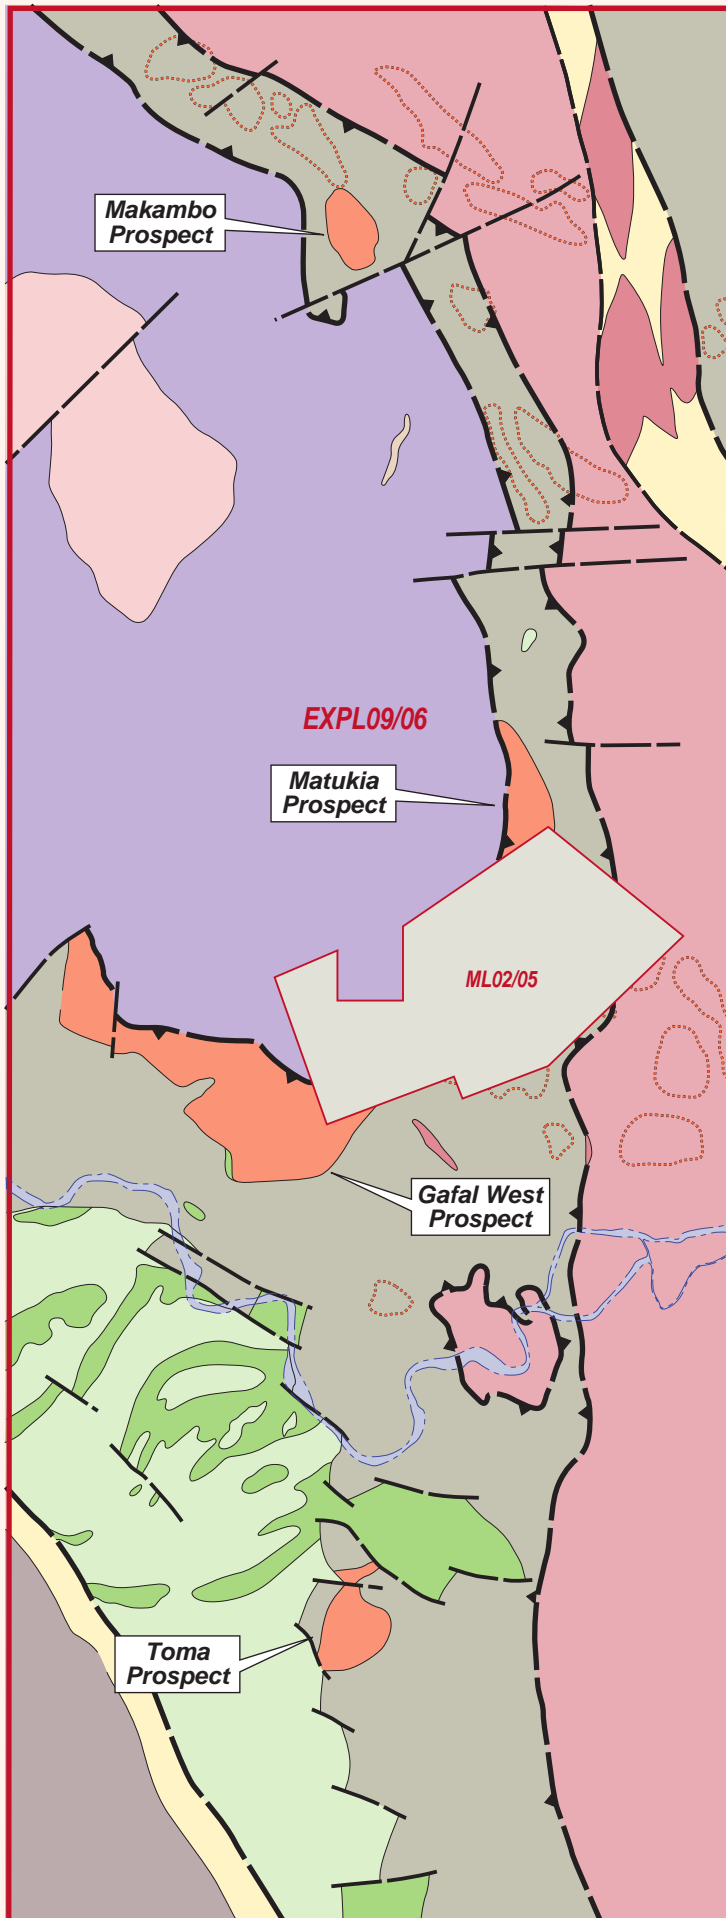 Makambo
Prospect
EXPL09/06
Matukia
Prospect
ML02/05
Gafal West
Prospect
Toma
Prospect